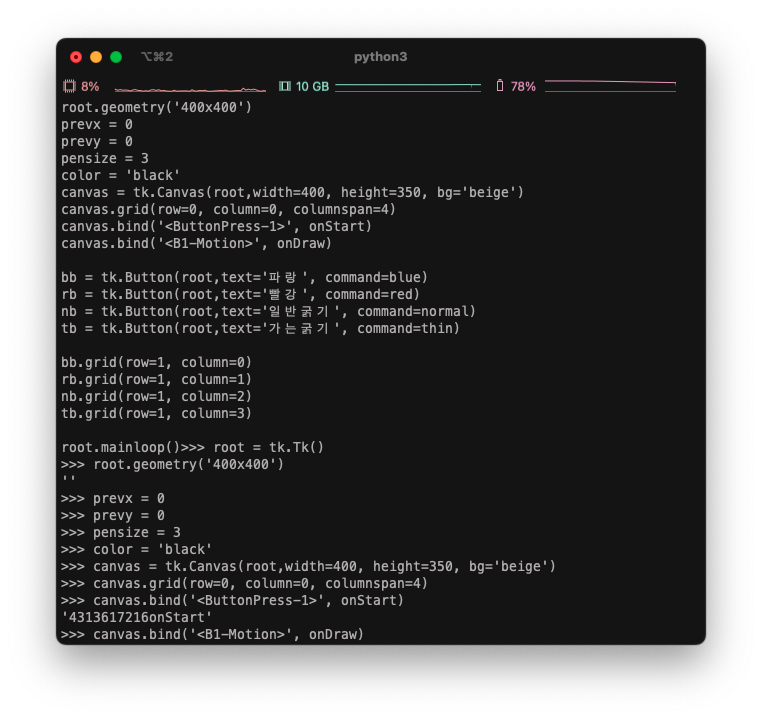 ⌥⌘2
python3
8%
10 GB
78%
root.geometry('400x400')
prevx = 0
prevy = 0
pensize = 3
color = 'black'
canvas = tk.Canvas(root,width=400, height=350, bg='beige')
canvas.grid(row=0, column=0, columnspan=4)
canvas.bind('<ButtonPress-1>', onStart)
canvas.bind('<B1-Motion>', onDraw)

bb = tk.Button(root,text='파랑', command=blue)
rb = tk.Button(root,text='빨강', command=red)
nb = tk.Button(root,text='일반굵기', command=normal)
tb = tk.Button(root,text='가는굵기', command=thin)

bb.grid(row=1, column=0)
rb.grid(row=1, column=1)
nb.grid(row=1, column=2)
tb.grid(row=1, column=3)

root.mainloop()>>> root = tk.Tk()
>>> root.geometry('400x400')
''
>>> prevx = 0
>>> prevy = 0
>>> pensize = 3
>>> color = 'black'
>>> canvas = tk.Canvas(root,width=400, height=350, bg='beige')
>>> canvas.grid(row=0, column=0, columnspan=4)
>>> canvas.bind('<ButtonPress-1>', onStart)
'4313617216onStart'
>>> canvas.bind('<B1-Motion>', onDraw)